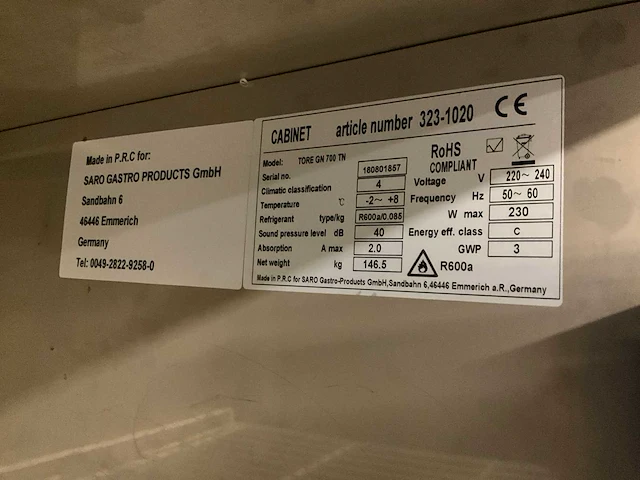 Made in P.R.C for:
SARO GASTRO PRODUCTS GmbH
Sandbahn 6
46446 Emmerich
Germany
Tel: 0049-2822-9258-0
CABINET article number 323-1020 CE
Model: TORE GN 700 TN
RoHS
COMPLIANT
Serial no. 180801857
Climatic classification 4
Temperature °C -2~ +8
Refrigerant type/kg R600a/0.085
Sound pressure level dB 40
Absorption A max 2.0
Net weight kg 146.5
Voltage V 220~ 240
Frequency Hz 50~ 60
W max 230
Energy eff. class C
GWP 3
R600a
Made in P.R.C for SARO Gastro-Products GmbH,Sandbahn 6,46446 Emmerich a.R.,Germany